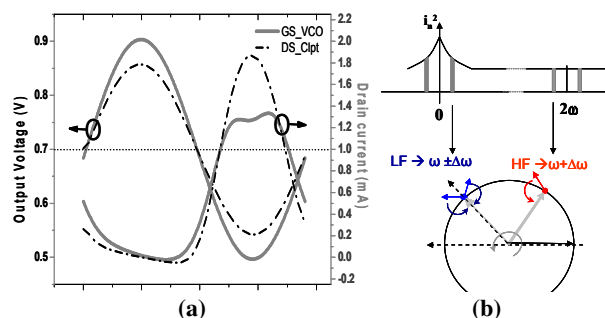 GS_VCO
DS_Clpt
Output Voltage (V)
0.9
0.8
0.7
0.6
0.5
2.0
1.8
1.6
1.4
1.2
1.0
0.8
0.6
0.4
0.2
0.0
-0.2
Drain current (mA)
(a)
iₙ²
0
2ω
LF → ω ±Δω
HF → ω+Δω
(b)